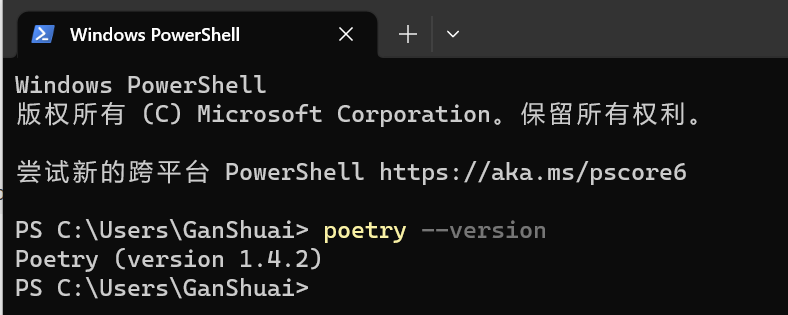 Windows PowerShell
Windows PowerShell
版权所有 (C) Microsoft Corporation。保留所有权利。
尝试新的跨平台 PowerShell https://aka.ms/pscore6
PS C:\Users\GanShuai> poetry --version
Poetry (version 1.4.2)
PS C:\Users\GanShuai>